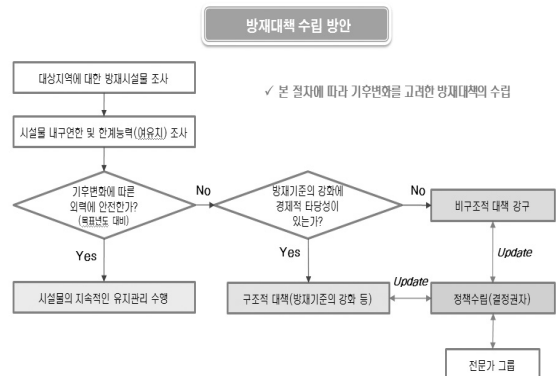 방재대책 수립 방안
대상지역에 대한 방재시설물 조사
✓ 본 절차에 따라 기후변화를 고려한 방재대책의 수립
시설물 내구연한 및 한계능력(여유치) 조사
기후변화에 따른
외력에 안전한가?
(목표년도 대비)
No
방재기준의 강화에
경제적 타당성이
있는가?
No
비구조적 대책 강구
Yes
Yes
Update
시설물의 지속적인 유지관리 수행
구조적 대책(방재기준의 강화 등)
Update
정책수립(결정권자)
전문가 그룹